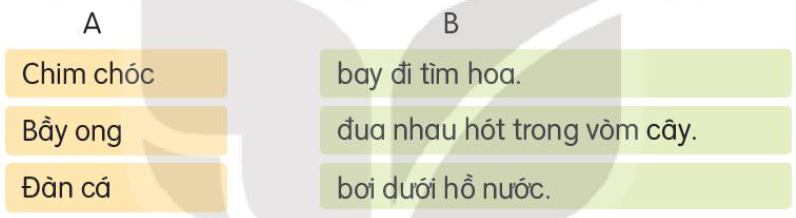 A B
Chim chóc bay đi tìm hoa.
Bầy ong đua nhau hót trong vòm cây.
Đàn cá bơi dưới hồ nước.